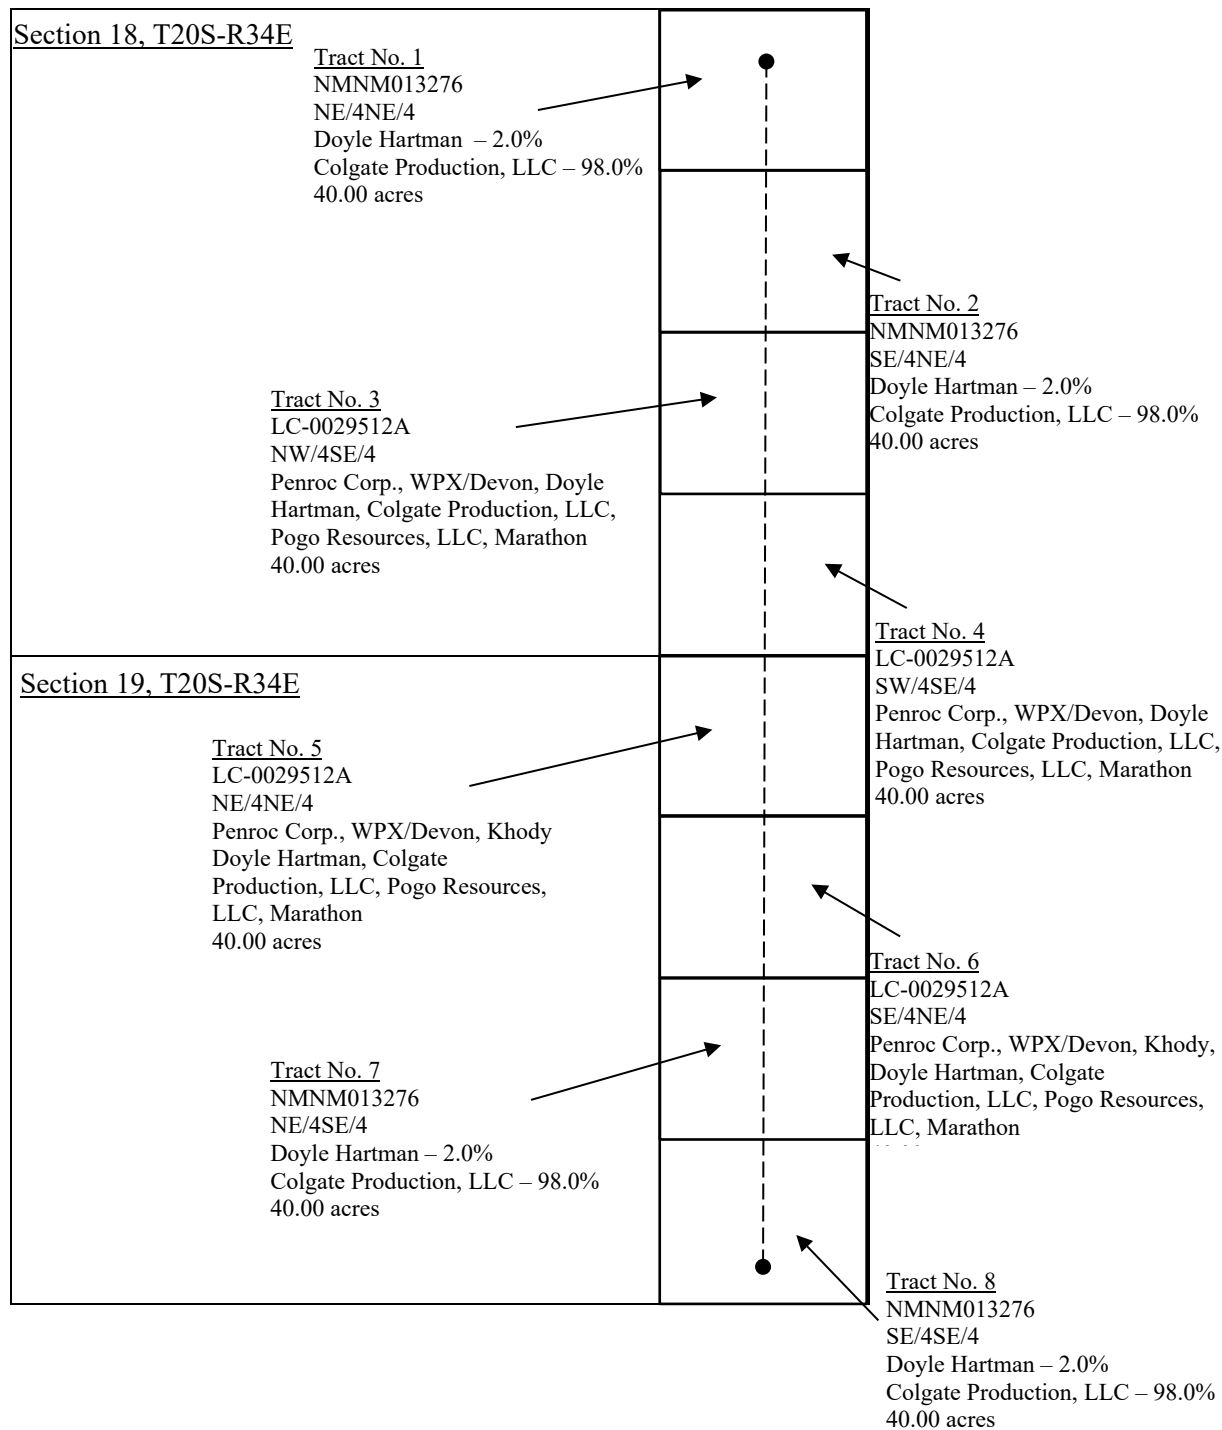 Section 18, T20S-R34E
Tract No. 1
NMNM013276
NE/4NE/4
Doyle Hartman – 2.0%
Colgate Production, LLC – 98.0%
40.00 acres
Tract No. 2
NMNM013276
SE/4NE/4
Doyle Hartman – 2.0%
Colgate Production, LLC – 98.0%
40.00 acres
Tract No. 3
LC-0029512A
NW/4SE/4
Penroc Corp., WPX/Devon, Doyle
Hartman, Colgate Production, LLC,
Pogo Resources, LLC, Marathon
40.00 acres
Tract No. 4
LC-0029512A
SW/4SE/4
Penroc Corp., WPX/Devon, Doyle
Hartman, Colgate Production, LLC,
Pogo Resources, LLC, Marathon
40.00 acres
Section 19, T20S-R34E
Tract No. 5
LC-0029512A
NE/4NE/4
Penroc Corp., WPX/Devon, Khody
Doyle Hartman, Colgate
Production, LLC, Pogo Resources,
LLC, Marathon
40.00 acres
Tract No. 6
LC-0029512A
SE/4NE/4
Penroc Corp., WPX/Devon, Khody,
Doyle Hartman, Colgate
Production, LLC, Pogo Resources,
LLC, Marathon
Tract No. 7
NMNM013276
NE/4SE/4
Doyle Hartman – 2.0%
Colgate Production, LLC – 98.0%
40.00 acres
Tract No. 8
NMNM013276
SE/4SE/4
Doyle Hartman – 2.0%
Colgate Production, LLC – 98.0%
40.00 acres